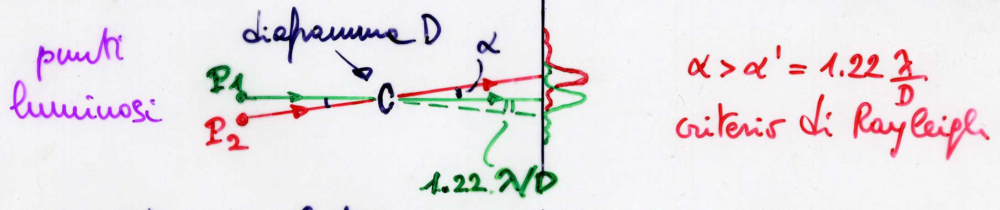 punti
luminosi
diaframma D
P1
P2
α
1.22 λ/D
α > α' = 1.22 λ/D
criterio di Rayleigh